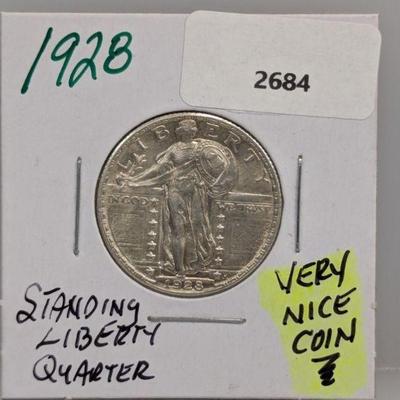 1928
2684
LIBERTY
IN GOD WE TRUST
1928
STANDING
LIBERTY
QUARTER
VERY
NICE
COIN